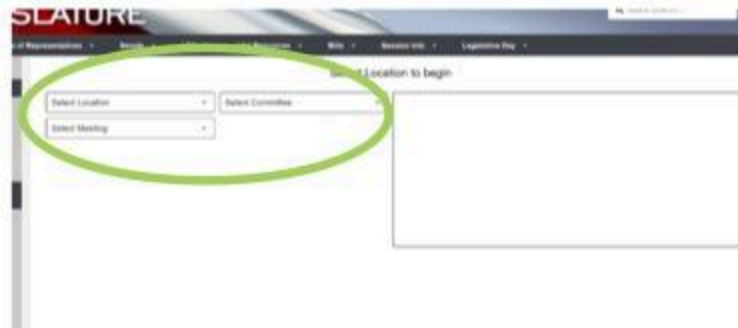 SLATURE
of Representatives Bills Session Info Legislative Day
Select Location to begin
Select Location Select Committee
Select Meeting